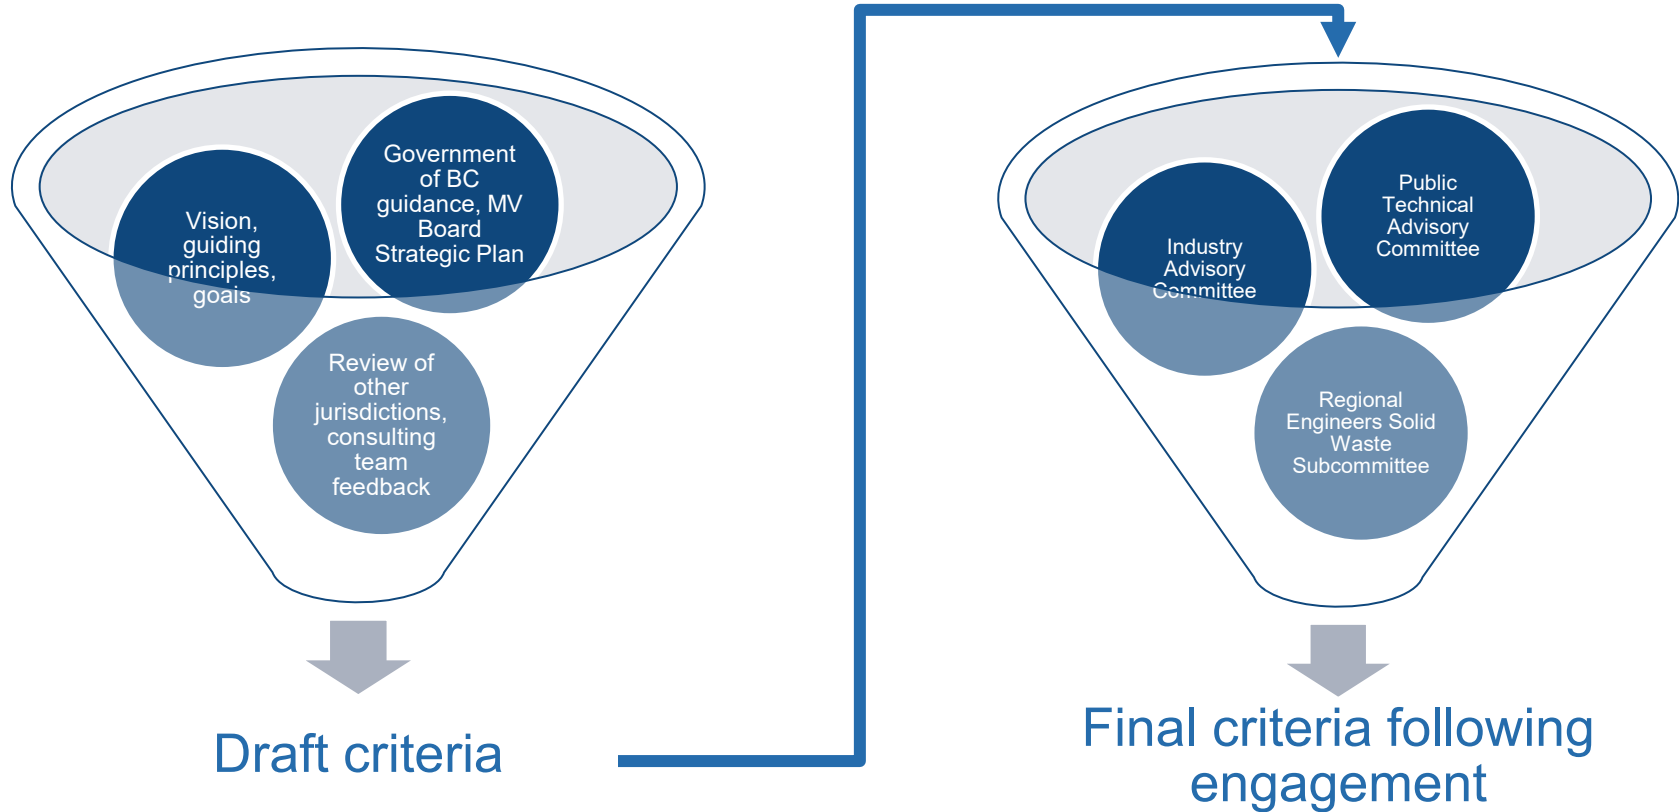 Government
of BC
guidance, MV
Board
Strategic Plan
Vision,
guiding
principles,
goals
Review of
other
jurisdictions,
consulting
team
feedback
Draft criteria
Public
Technical
Advisory
Committee
Industry
Advisory
Committee
Regional
Engineers Solid
Waste
Subcommittee
Final criteria following
engagement